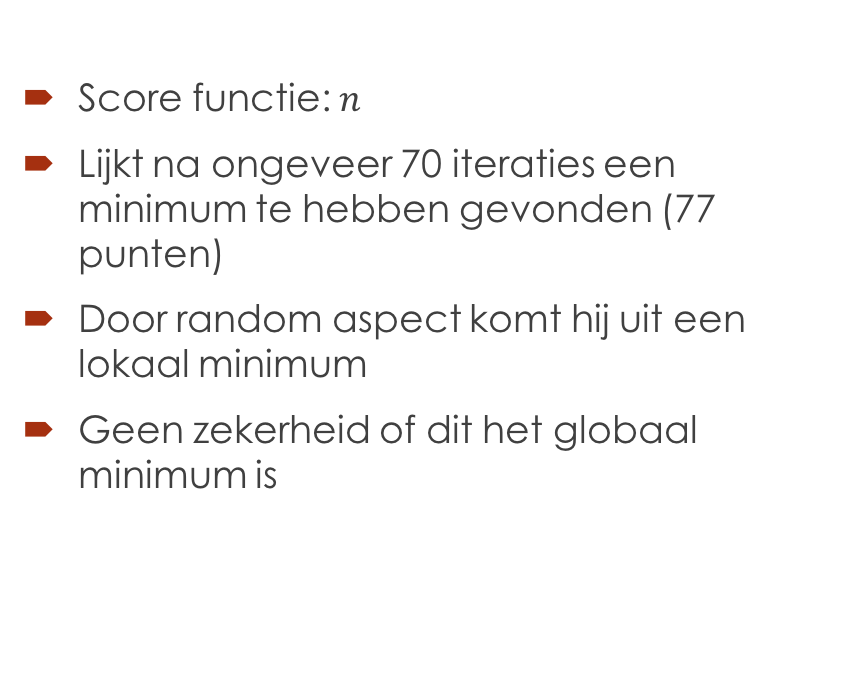 Score functie: n
Lijkt na ongeveer 70 iteraties een
minimum te hebben gevonden (77
punten)
Door random aspect komt hij uit een
lokaal minimum
Geen zekerheid of dit het globaal
minimum is